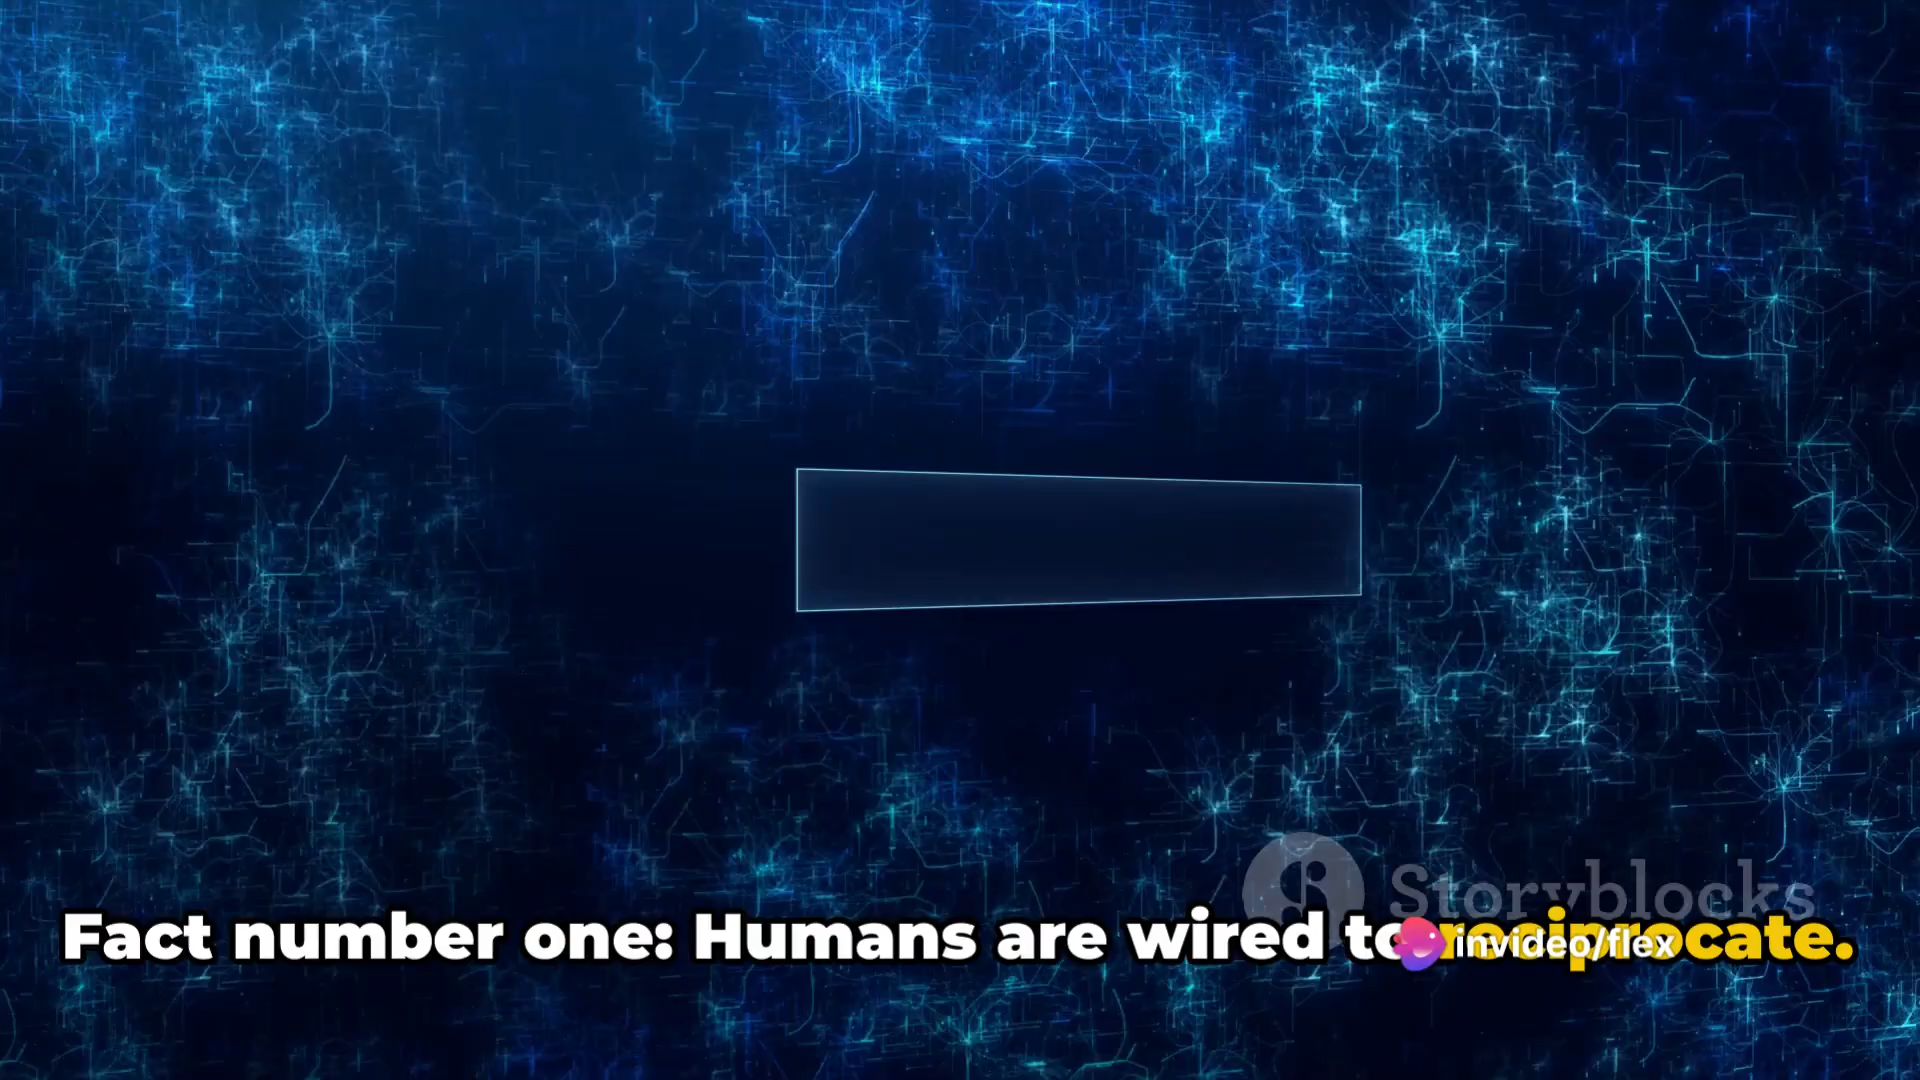 Storyblocks
Fact number one: Humans are wired to reciprocate.
invideo/flex